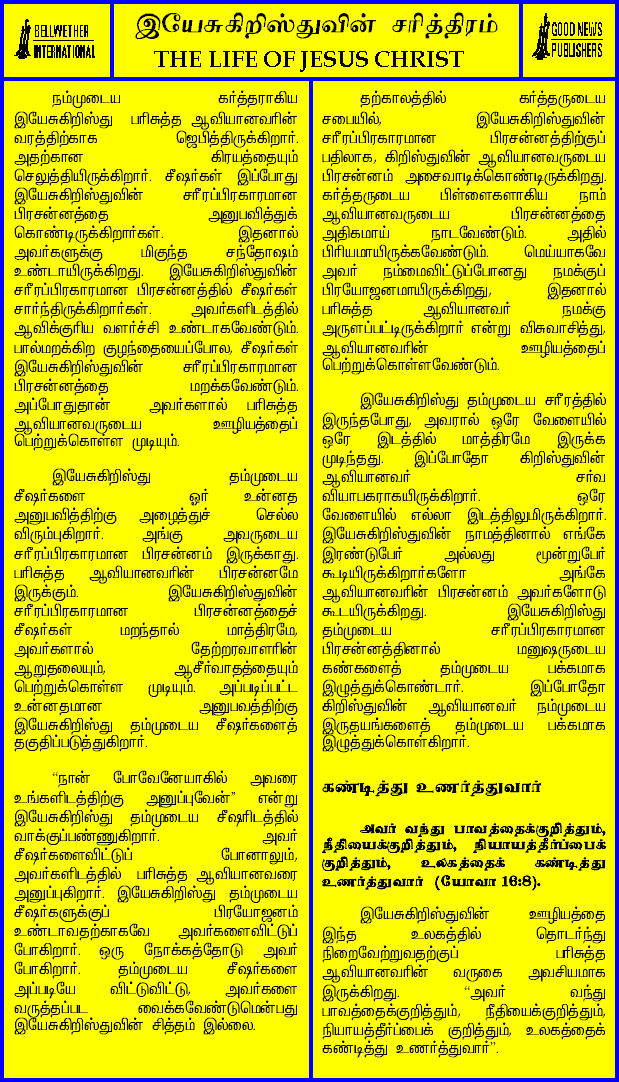 BELLWETHER
INTERNATIONAL
இயேசுகிறிஸ்துவின் சரித்திரம்
THE LIFE OF JESUS CHRIST
GOOD NEWS
PUBLISHERS
நம்முடைய கர்த்தராகிய
இயேசுகிறிஸ்து பரிசுத்த ஆவியானவரின்
வரத்திற்காக ஜெபித்திருக்கிறார்.
அதற்கான கிரயத்தையும்
செலுத்தியிருக்கிறார். சீஷர்கள் இப்போது
இயேசுகிறிஸ்துவின் சரீரப்பிரகாரமான
பிரசன்னத்தை அனுபவித்துக்
கொண்டிருக்கிறார்கள். இதனால்
அவர்களுக்கு மிகுந்த சந்தோஷம்
உண்டாயிருக்கிறது. இயேசுகிறிஸ்துவின்
சரீரப்பிரகாரமான பிரசன்னத்தில் சீஷர்கள்
சார்ந்திருக்கிறார்கள். அவர்களிடத்தில்
ஆவிக்குரிய வளர்ச்சி உண்டாகவேண்டும்.
பால்மறக்கிற குழந்தையைப்போல, சீஷர்கள்
இயேசுகிறிஸ்துவின் சரீரப்பிரகாரமான
பிரசன்னத்தை மறக்கவேண்டும்.
அப்போதுதான் அவர்களால் பரிசுத்த
ஆவியானவருடைய ஊழியத்தைப்
பெற்றுக்கொள்ள முடியும்.
இயேசுகிறிஸ்து தம்முடைய
சீஷர்களை ஓர் உன்னத
அனுபவித்திற்கு அழைத்துச் செல்ல
விரும்புகிறார். அங்கு அவருடைய
சரீரப்பிரகாரமான பிரசன்னம் இருக்காது.
பரிசுத்த ஆவியானவரின் பிரசன்னமே
இருக்கும். இயேசுகிறிஸ்துவின்
சரீரப்பிரகாரமான பிரசன்னத்தைச்
சீஷர்கள் மறந்தால் மாத்திரமே,
அவர்களால் தேற்றரவாளரின்
ஆறுதலையும், ஆசீர்வாதத்தையும்
பெற்றுக்கொள்ள முடியும். அப்படிப்பட்ட
உன்னதமான அனுபவத்திற்கு
இயேசுகிறிஸ்து தம்முடைய சீஷர்களைத்
தகுதிப்படுத்துகிறார்.
“நான் போவேனேயாகில் அவரை
உங்களிடத்திற்கு அனுப்புவேன்” என்று
இயேசுகிறிஸ்து தம்முடைய சீஷரிடத்தில்
வாக்குப்பண்ணுகிறார். அவர்
சீஷர்களைவிட்டுப் போனாலும்,
அவர்களிடத்தில் பரிசுத்த ஆவியானவரை
அனுப்புகிறார். இயேசுகிறிஸ்து தம்முடைய
சீஷர்களுக்குப் பிரயோஜனம்
உண்டாவதற்காகவே அவர்களைவிட்டுப்
போகிறார். ஒரு நோக்கத்தோடு அவர்
போகிறார். தம்முடைய சீஷர்களை
அப்படியே விட்டுவிட்டு, அவர்களை
வருத்தப்பட வைக்கவேண்டுமென்பது
இயேசுகிறிஸ்துவின் சித்தம் இல்லை.
தற்காலத்தில் கர்த்தருடைய
சபையில், இயேசுகிறிஸ்துவின்
சரீரப்பிரகாரமான பிரசன்னத்திற்குப்
பதிலாக, கிறிஸ்துவின் ஆவியானவருடைய
பிரசன்னம் அசைவாடிக்கொண்டிருக்கிறது.
கர்த்தருடைய பிள்ளைகளாகிய நாம்
ஆவியானவருடைய பிரசன்னத்தை
அதிகமாய் நாடவேண்டும். அதில்
பிரியமாயிருக்கவேண்டும். மெய்யாகவே
அவர் நம்மைவிட்டுப்போனது நமக்குப்
பிரயோஜனமாயிருக்கிறது, இதனால்
பரிசுத்த ஆவியானவர் நமக்கு
அருளப்பட்டிருக்கிறார் என்று விசுவாசித்து,
ஆவியானவரின் ஊழியத்தைப்
பெற்றுக்கொள்ளவேண்டும்.
இயேசுகிறிஸ்து தம்முடைய சரீரத்தில்
இருந்தபோது, அவரால் ஒரே வேளையில்
ஒரே இடத்தில் மாத்திரமே இருக்க
முடிந்தது. இப்போதோ கிறிஸ்துவின்
ஆவியானவர் சர்வ
வியாபகராகயிருக்கிறார். ஒரே
வேளையில் எல்லா இடத்திலுமிருக்கிறார்.
இயேசுகிறிஸ்துவின் நாமத்தினால் எங்கே
இரண்டுபேர் அல்லது மூன்றுபேர்
கூடியிருக்கிறார்களோ அங்கே
ஆவியானவரின் பிரசன்னம் அவர்களோடு
கூடயிருக்கிறது. இயேசுகிறிஸ்து
தம்முடைய சரீரப்பிரகாரமான
பிரசன்னத்தினால் மனுஷருடைய
கண்களைத் தம்முடைய பக்கமாக
இழுத்துக்கொண்டார். இப்போதோ
கிறிஸ்துவின் ஆவியானவர் நம்முடைய
இருதயங்களைத் தம்முடைய பக்கமாக
இழுத்துக்கொள்கிறார்.
கண்டித்து உணர்த்துவார்
அவர் வந்து பாவத்தைக்குறித்தும்,
நீதியைக்குறித்தும், நியாயத்தீர்ப்பைக்
குறித்தும், உலகத்தைக் கண்டித்து
உணர்த்துவார் (யோவா 16:8).
இயேசுகிறிஸ்துவின் ஊழியத்தை
இந்த உலகத்தில் தொடர்ந்து
நிறைவேற்றுவதற்குப் பரிசுத்த
ஆவியானவரின் வருகை அவசியமாக
இருக்கிறது. “அவர் வந்து
பாவத்தைக்குறித்தும், நீதியைக்குறித்தும்,
நியாயத்தீர்ப்பைக் குறித்தும், உலகத்தைக்
கண்டித்து உணர்த்துவார்”.